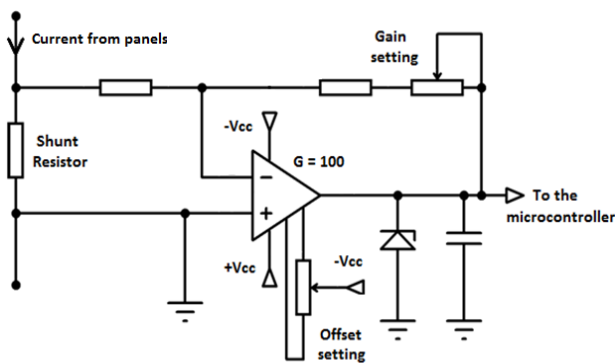 Current from panels
Gain
setting
-Vcc
G = 100
Shunt
Resistor
−
+
To the
microcontroller
+Vcc
-Vcc
Offset
setting